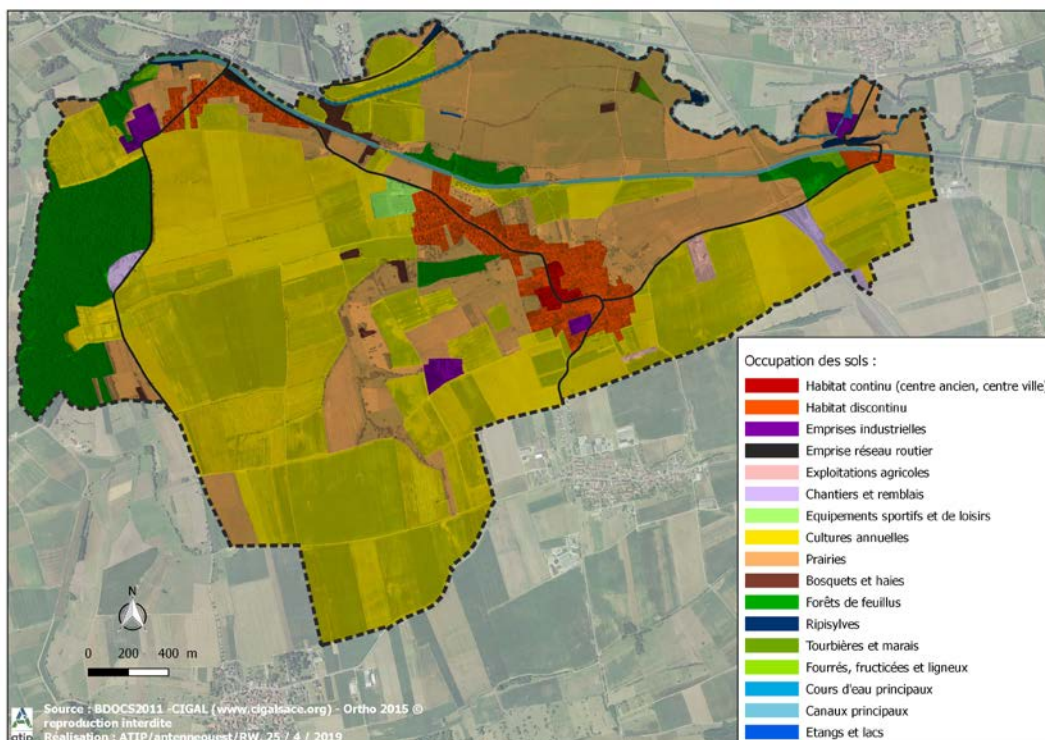 Occupation des sols :
Habitat continu (centre ancien, centre ville)
Habitat discontinu
Emprises industrielles
Emprise réseau routier
Exploitations agricoles
Chantiers et remblais
Equipements sportifs et de loisirs
Cultures annuelles
Prairies
Bosquets et haies
Forêts de feuillus
Ripisylves
Tourbières et marais
Fourrés, fructicées et ligneux
Cours d'eau principaux
Canaux principaux
Etangs et lacs
N
0 200 400 m
Source : BDOCS2011 -CIGAL (www.cigalsace.org) - Ortho 2015 ©
reproduction interdite
Réalisation : ATIP/antenneouest/RW, 25 / 4 / 2019
atip